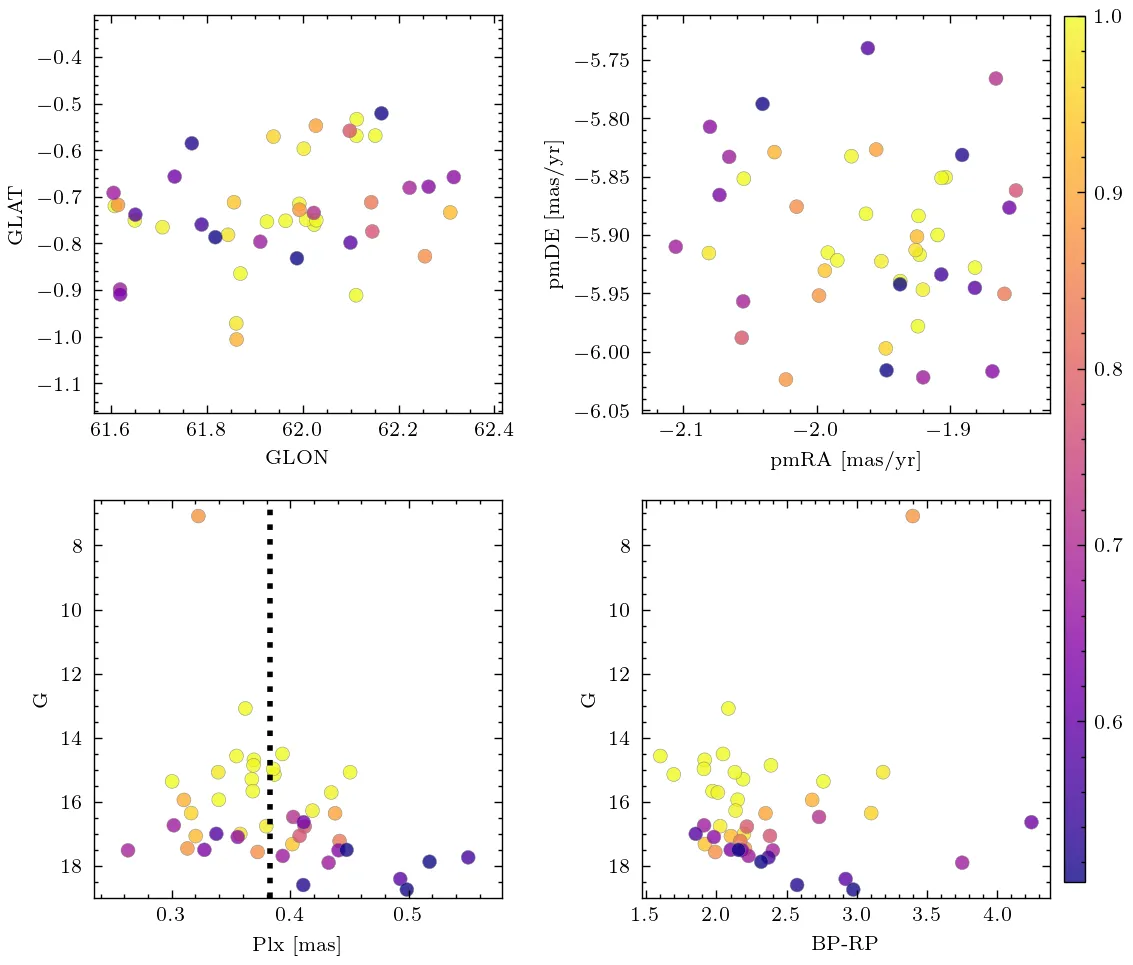 −0.4
−0.5
−0.6
−0.7
−0.8
−0.9
−1.0
−1.1
GLAT
61.6 61.8 62.0 62.2 62.4
GLON
−5.75
−5.80
−5.85
−5.90
−5.95
−6.00
−6.05
pmDE [mas/yr]
−2.1 −2.0 −1.9
pmRA [mas/yr]
8
10
12
14
16
18
G
0.3 0.4 0.5
Plx [mas]
8
10
12
14
16
18
G
1.5 2.0 2.5 3.0 3.5 4.0
BP-RP
1.0
0.9
0.8
0.7
0.6